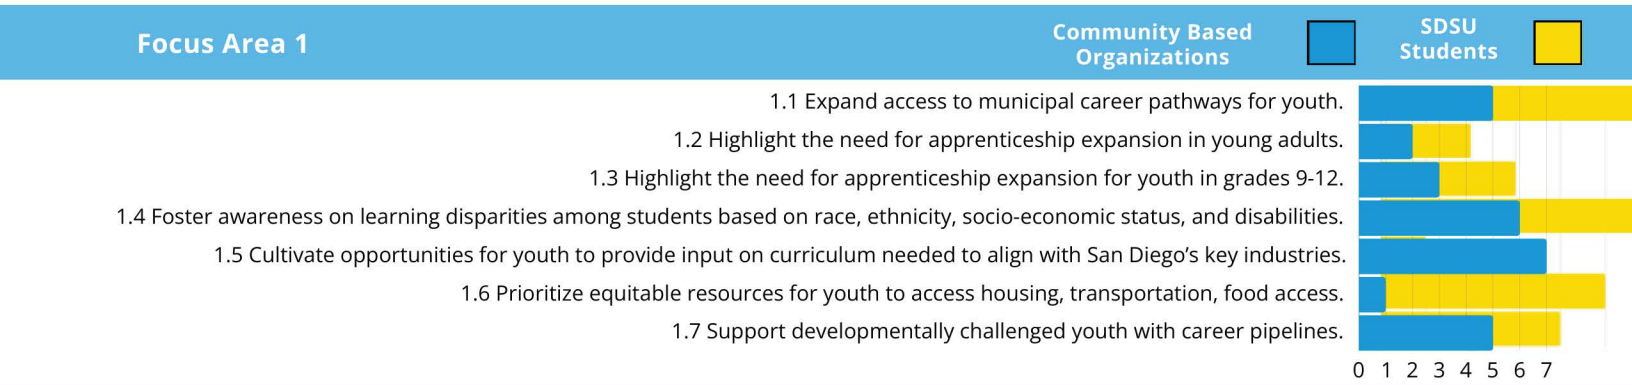 Focus Area 1
Community Based
Organizations
SDSU
Students
1.1 Expand access to municipal career pathways for youth.
1.2 Highlight the need for apprenticeship expansion in young adults.
1.3 Highlight the need for apprenticeship expansion for youth in grades 9-12.
1.4 Foster awareness on learning disparities among students based on race, ethnicity, socio-economic status, and disabilities.
1.5 Cultivate opportunities for youth to provide input on curriculum needed to align with San Diego’s key industries.
1.6 Prioritize equitable resources for youth to access housing, transportation, food access.
1.7 Support developmentally challenged youth with career pipelines.
0 1 2 3 4 5 6 7